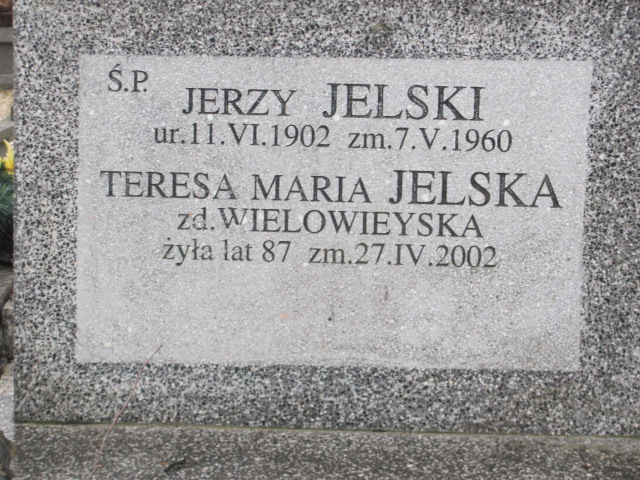 Ś.P.
JERZY JELSKI
ur.11.VI.1902 zm.7.V.1960
TERESA MARIA JELSKA
zd.WIELOWIEYSKA
żyła lat 87 zm.27.IV.2002